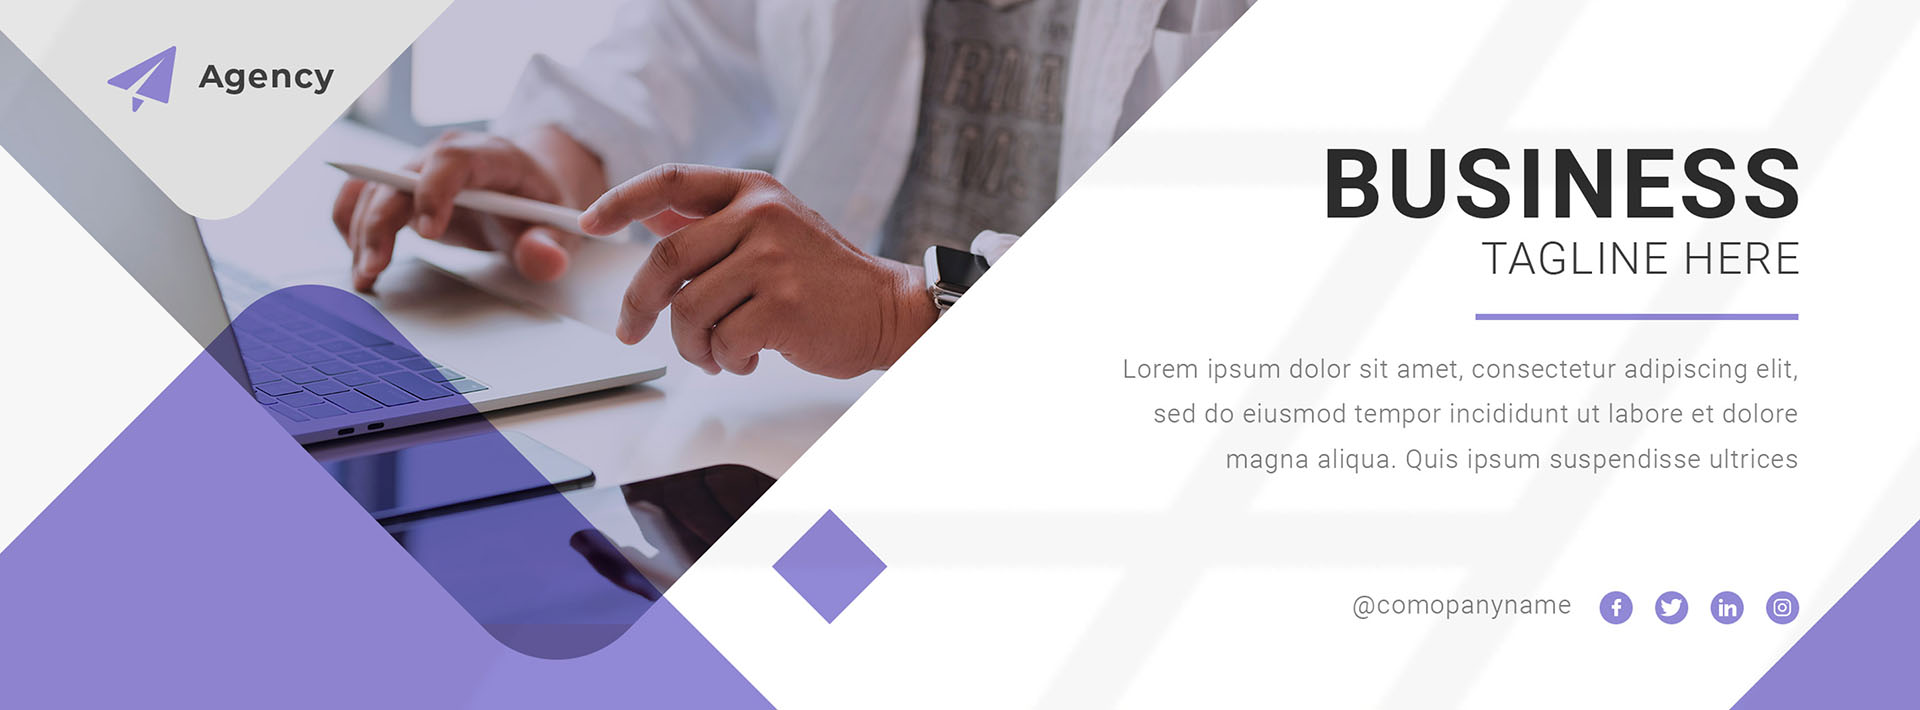 Agency
BUSINESS
TAGLINE HERE
Lorem ipsum dolor sit amet, consectetur adipiscing elit,
sed do eiusmod tempor incididunt ut labore et dolore
magna aliqua. Quis ipsum suspendisse ultrices
@comopanyname